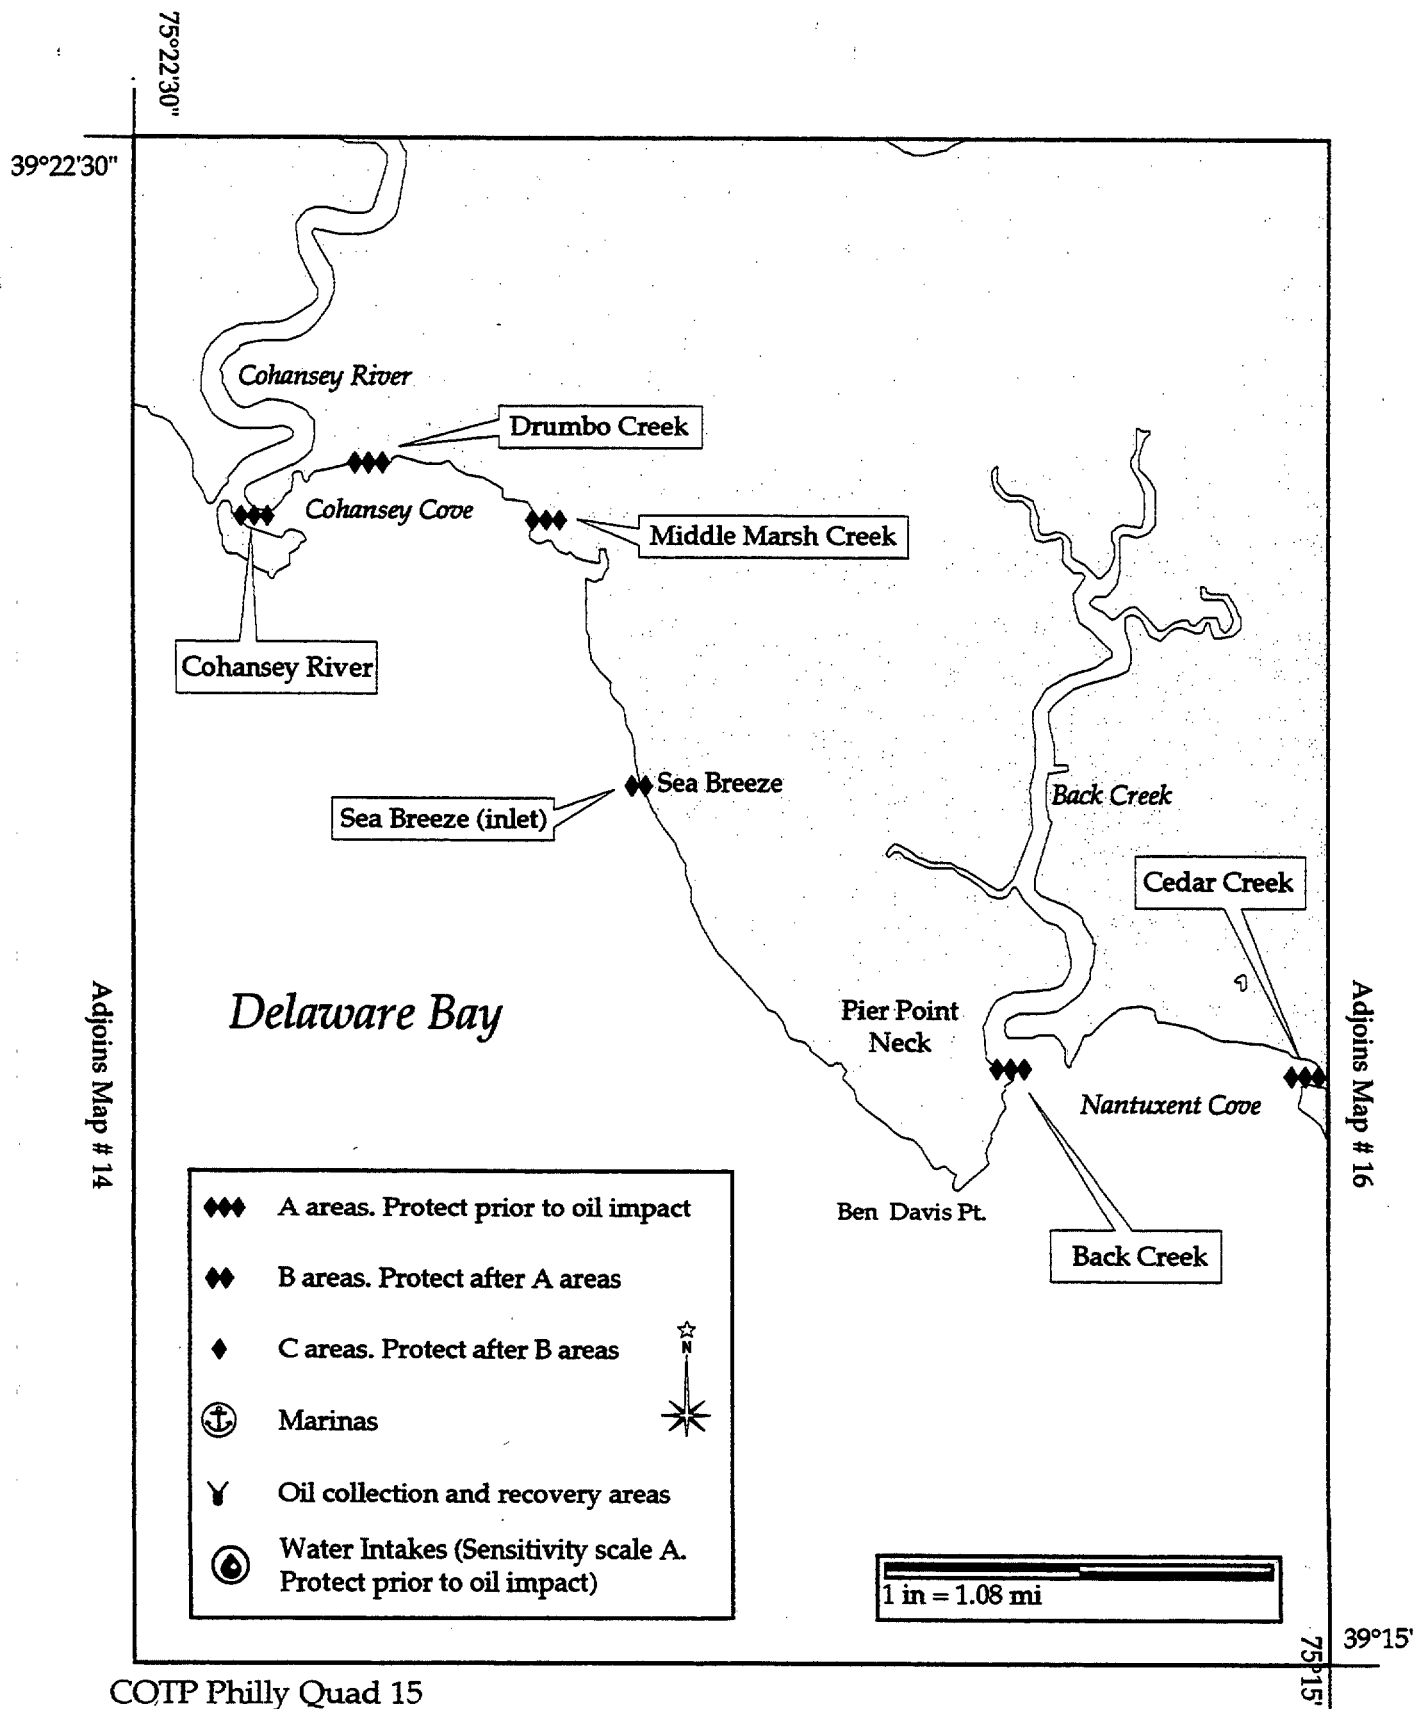 75°22'30"
39°22'30"
Cohansey River
Drumbo Creek
Cohansey Cove
Middle Marsh Creek
Cohansey River
Sea Breeze
Sea Breeze (inlet)
Back Creek
Cedar Creek
Delaware Bay
Pier Point
Neck
Adjoins Map # 14
Adjoins Map # 16
Nantuxent Cove
Ben Davis Pt.
Back Creek
A areas. Protect prior to oil impact
B areas. Protect after A areas
C areas. Protect after B areas
N
Marinas
Oil collection and recovery areas
Water Intakes (Sensitivity scale A.
Protect prior to oil impact)
1 in = 1.08 mi
39°15'
75°15'
COTP Philly Quad 15